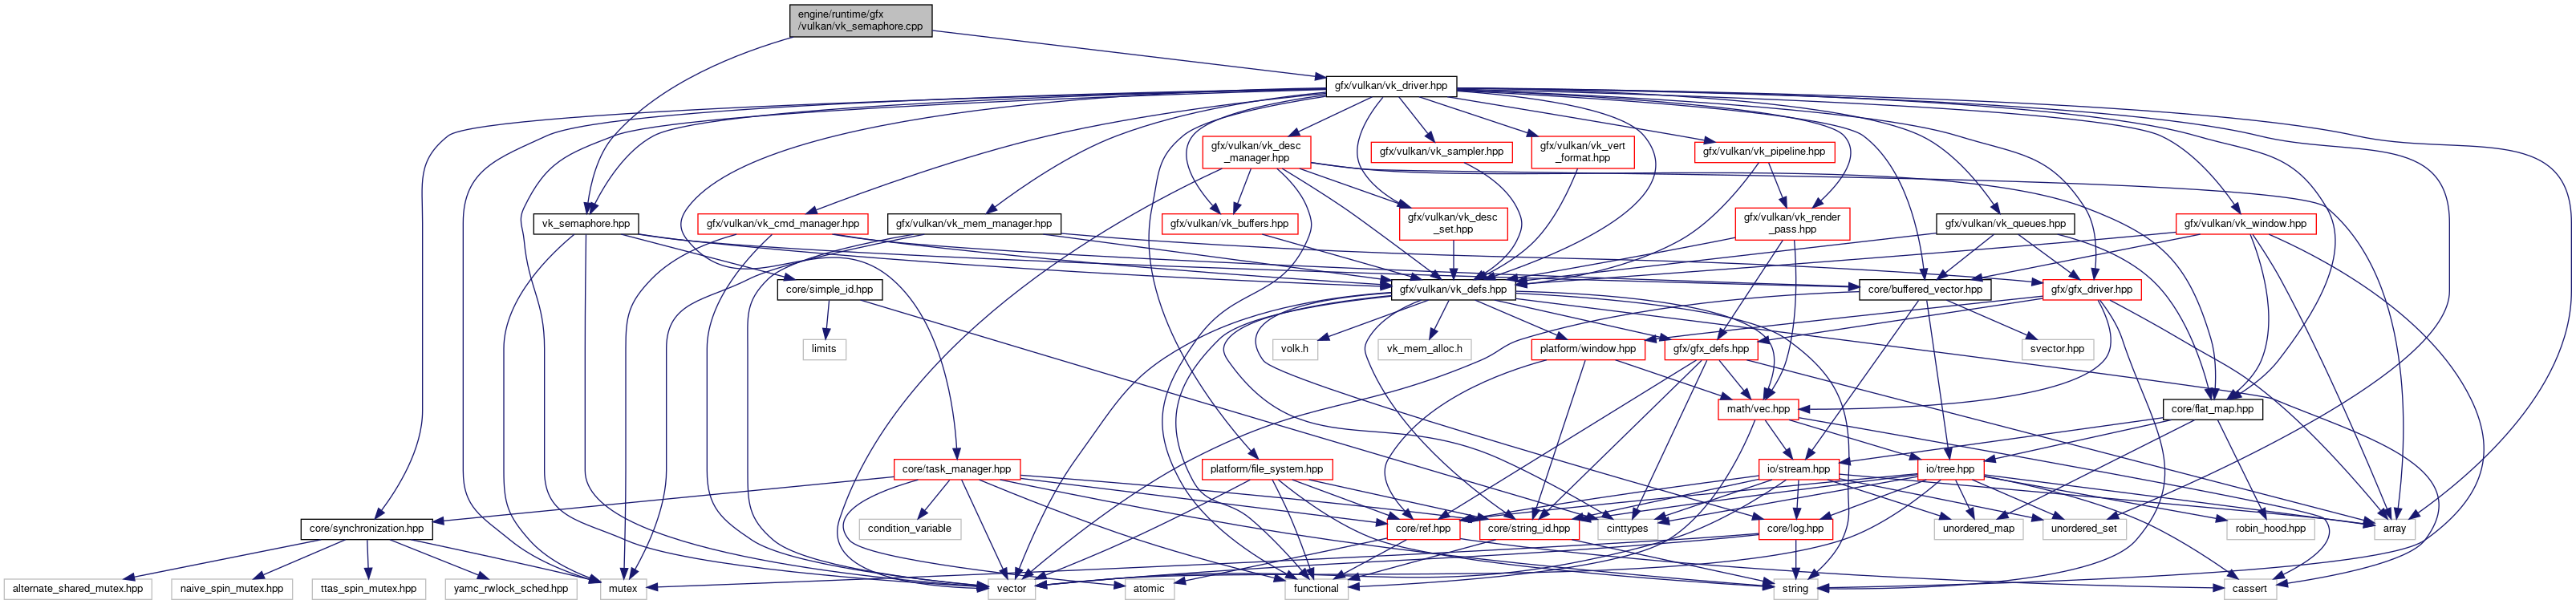 engine/runtime/gfx
/vulkan/vk_semaphore.cpp
gfx/vulkan/vk_driver.hpp
gfx/vulkan/vk_desc
_manager.hpp
gfx/vulkan/vk_sampler.hpp
gfx/vulkan/vk_vert
_format.hpp
gfx/vulkan/vk_pipeline.hpp
vk_semaphore.hpp
gfx/vulkan/vk_cmd_manager.hpp
gfx/vulkan/vk_mem_manager.hpp
gfx/vulkan/vk_buffers.hpp
gfx/vulkan/vk_desc
_set.hpp
gfx/vulkan/vk_render
_pass.hpp
gfx/vulkan/vk_queues.hpp
gfx/vulkan/vk_window.hpp
core/simple_id.hpp
gfx/vulkan/vk_defs.hpp
core/buffered_vector.hpp
gfx/gfx_driver.hpp
limits
volk.h
vk_mem_alloc.h
platform/window.hpp
gfx/gfx_defs.hpp
svector.hpp
math/vec.hpp
core/flat_map.hpp
core/task_manager.hpp
platform/file_system.hpp
io/stream.hpp
io/tree.hpp
core/synchronization.hpp
condition_variable
core/ref.hpp
core/string_id.hpp
cinttypes
core/log.hpp
unordered_map
unordered_set
robin_hood.hpp
array
alternate_shared_mutex.hpp
naive_spin_mutex.hpp
ttas_spin_mutex.hpp
yamc_rwlock_sched.hpp
mutex
vector
atomic
functional
string
cassert